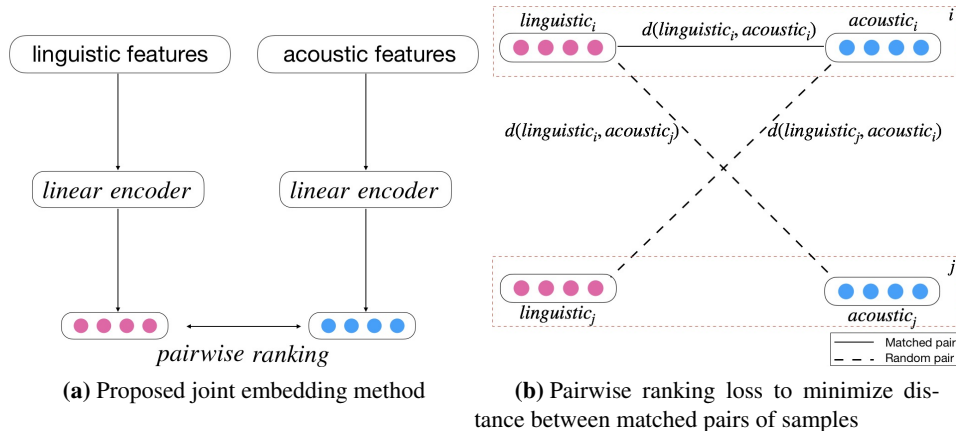 linguistic features
acoustic features
linear encoder
linear encoder
pairwise ranking
(a) Proposed joint embedding method
linguistic_i
acoustic_i
i
d(linguistic_i, acoustic_i)
d(linguistic_i, acoustic_j)
d(linguistic_j, acoustic_i)
j
linguistic_j
acoustic_j
Matched pair
Random pair
(b) Pairwise ranking loss to minimize dis-
tance between matched pairs of samples